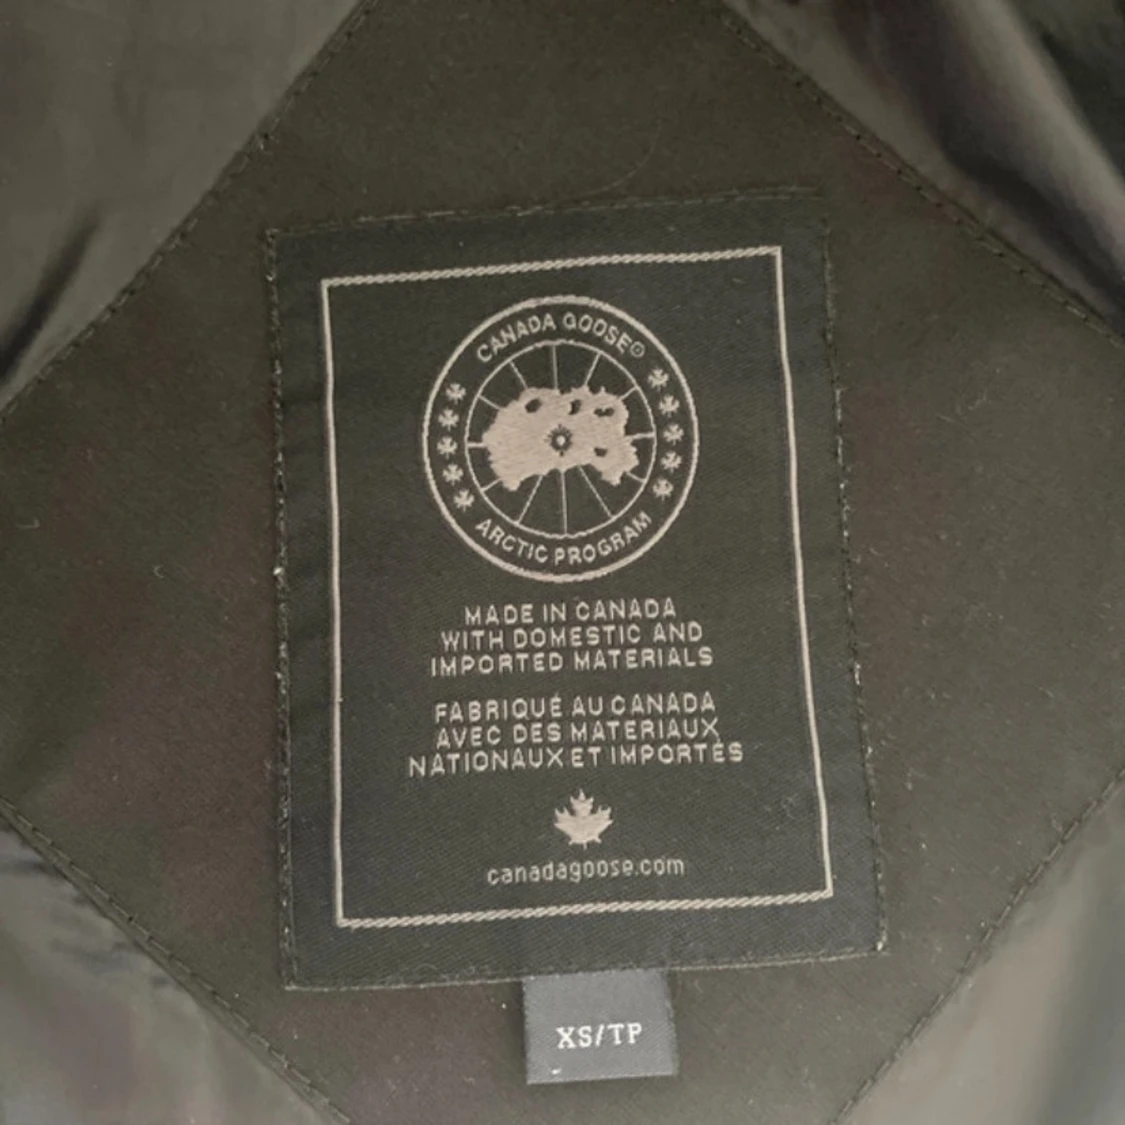 CANADA GOOSE®
ARCTIC PROGRAM
MADE IN CANADA
WITH DOMESTIC AND
IMPORTED MATERIALS
FABRIQUÉ AU CANADA
AVEC DES MATERIAUX
NATIONAUX ET IMPORTÉS
canadagoose.com
XS/TP